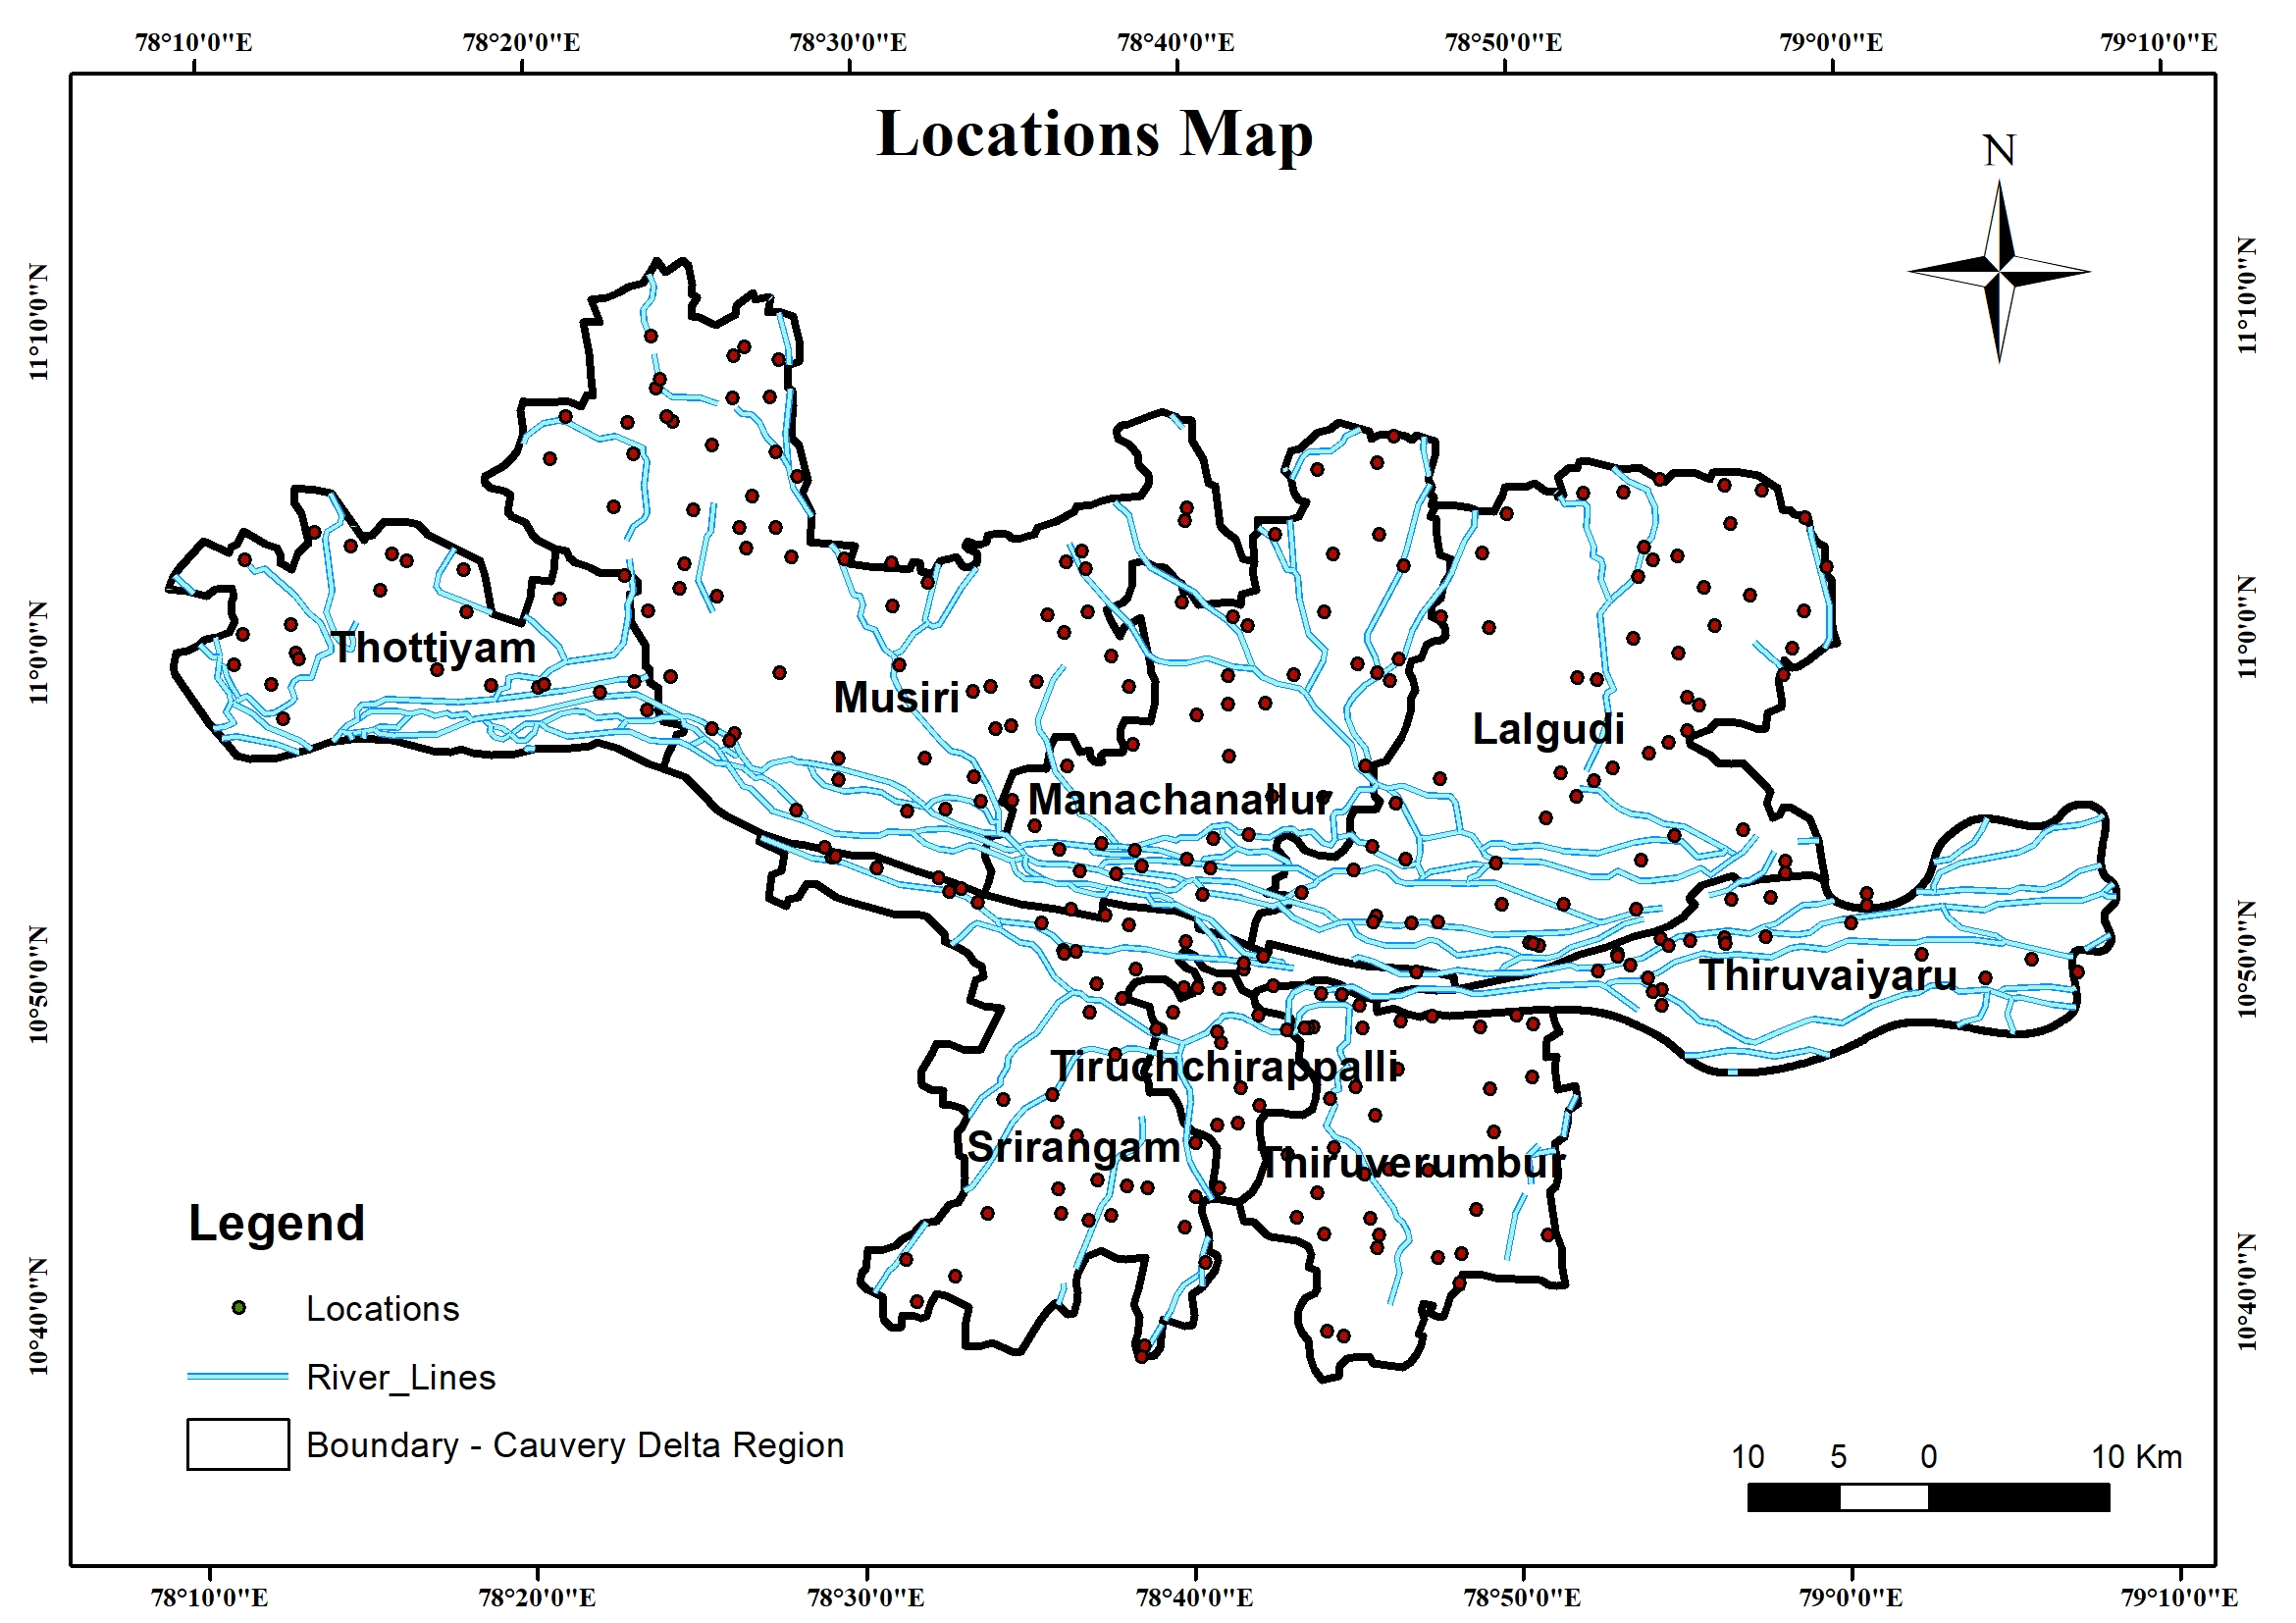 78°10'0"E 78°20'0"E 78°30'0"E 78°40'0"E 78°50'0"E 79°0'0"E 79°10'0"E
Locations Map
N
11°10'0"N
11°10'0"N
11°0'0"N
11°0'0"N
10°50'0"N
10°50'0"N
10°40'0"N
10°40'0"N
Thottiyam
Musiri
Lalgudi
Manachanallur
Thiruvaiyaru
Tiruchchirappalli
Srirangam
Thiruverumbur
Legend
Locations
River_Lines
Boundary - Cauvery Delta Region
10 5 0 10 Km
78°10'0"E 78°20'0"E 78°30'0"E 78°40'0"E 78°50'0"E 79°0'0"E 79°10'0"E